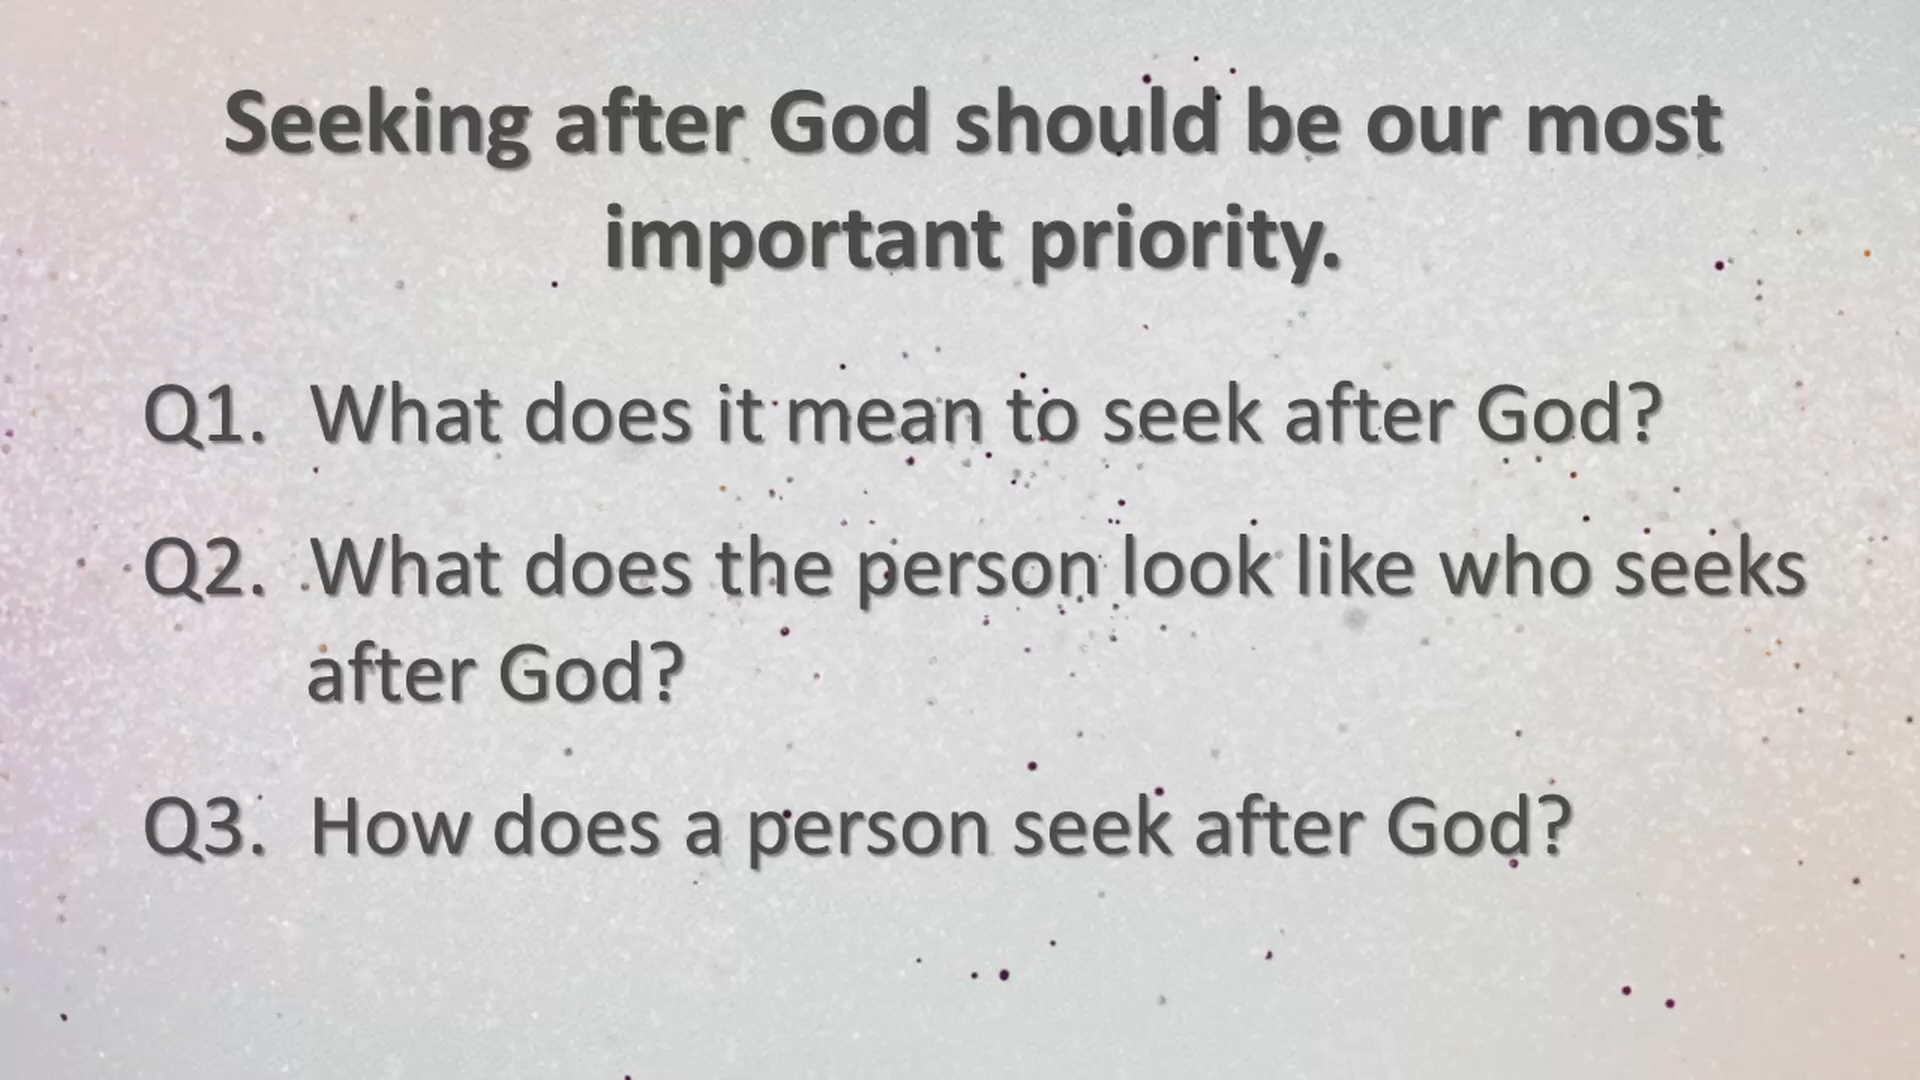 Seeking after God should be our most
important priority.
Q1. What does it mean to seek after God?
Q2. What does the person look like who seeks
after God?
Q3. How does a person seek after God?